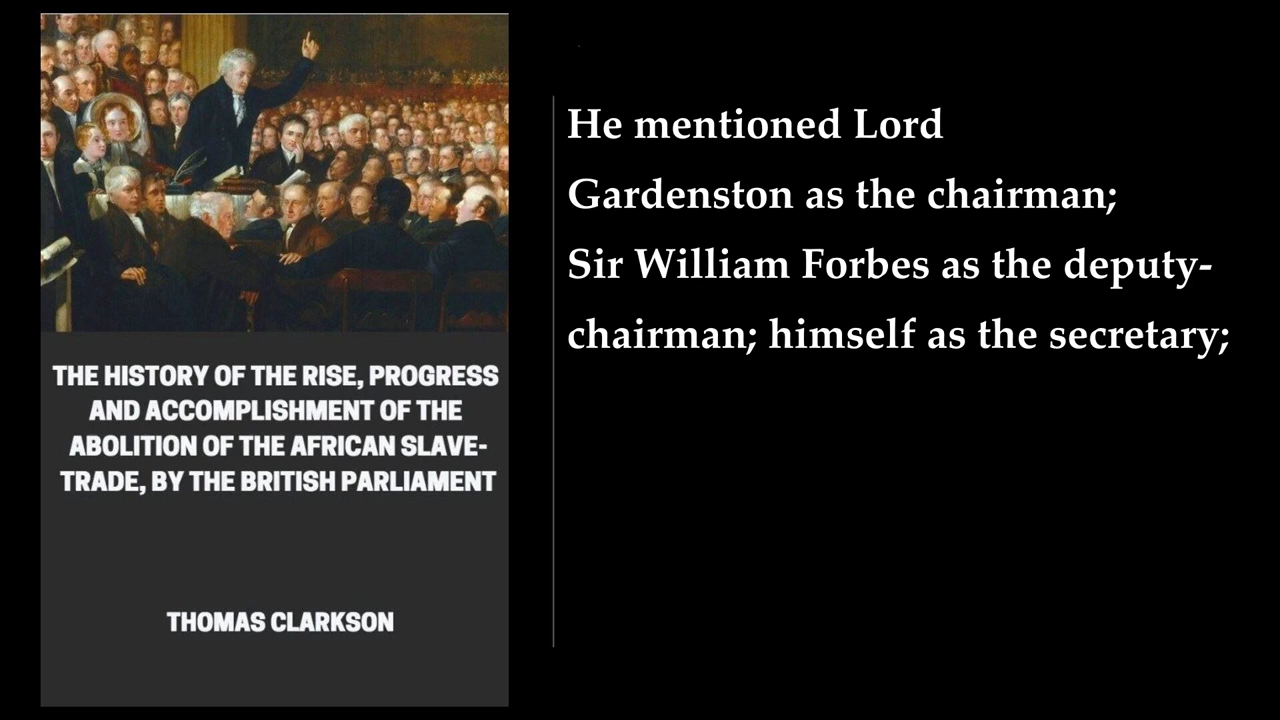 THE HISTORY OF THE RISE, PROGRESS
AND ACCOMPLISHMENT OF THE
ABOLITION OF THE AFRICAN SLAVE-
TRADE, BY THE BRITISH PARLIAMENT
THOMAS CLARKSON
He mentioned Lord
Gardenston as the chairman;
Sir William Forbes as the deputy-
chairman; himself as the secretary;